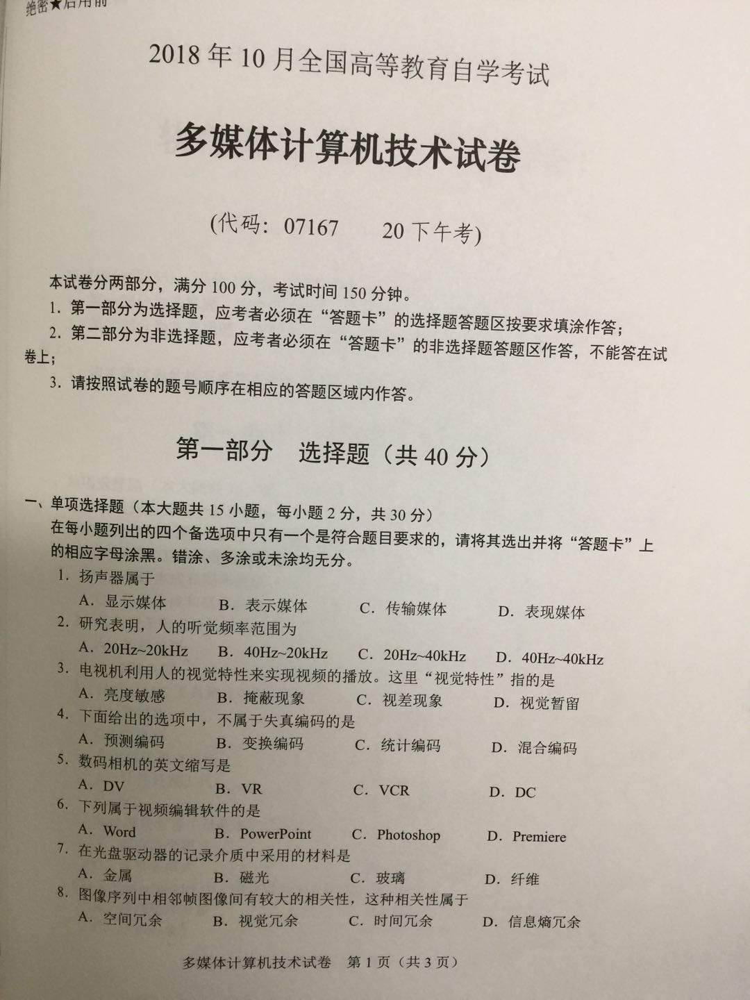 绝密★启用前
2018 年 10 月全国高等教育自学考试
多媒体计算机技术试卷
(代码: 07167 20 下午考)
本试卷分两部分，满分 100 分，考试时间 150 分钟。
1．第一部分为选择题，应考者必须在“答题卡”的选择题答题区按要求填涂作答；
2．第二部分为非选择题，应考者必须在“答题卡”的非选择题答题区作答，不能答在试
卷上；
3．请按照试卷的题号顺序在相应的答题区域内作答。
第一部分 选择题（共 40 分）
一、单项选择题（本大题共 15 小题，每小题 2 分，共 30 分）
在每小题列出的四个备选项中只有一个是符合题目要求的，请将其选出并将“答题卡”上
的相应字母涂黑。错涂、多涂或未涂均无分。
1．扬声器属于
A．显示媒体 B．表示媒体 C．传输媒体 D．表现媒体
2．研究表明，人的听觉频率范围为
A．20Hz~20kHz B．40Hz~20kHz C．20Hz~40kHz D．40Hz~40kHz
3．电视机利用人的视觉特性来实现视频的播放。这里“视觉特性”指的是
A．亮度敏感 B．掩蔽现象 C．视差现象 D．视觉暂留
4．下面给出的选项中，不属于失真编码的是
A．预测编码 B．变换编码 C．统计编码 D．混合编码
5．数码相机的英文缩写是
A．DV B．VR C．VCR D．DC
6．下列属于视频编辑软件的是
A．Word B．PowerPoint C．Photoshop D．Premiere
7．在光盘驱动器的记录介质中采用的材料是
A．金属 B．磁光 C．玻璃 D．纤维
8．图像序列中相邻帧图像间有较大的相关性，这种相关性属于
A．空间冗余 B．视觉冗余 C．时间冗余 D．信息熵冗余
多媒体计算机技术试卷 第 1 页（共 3 页）